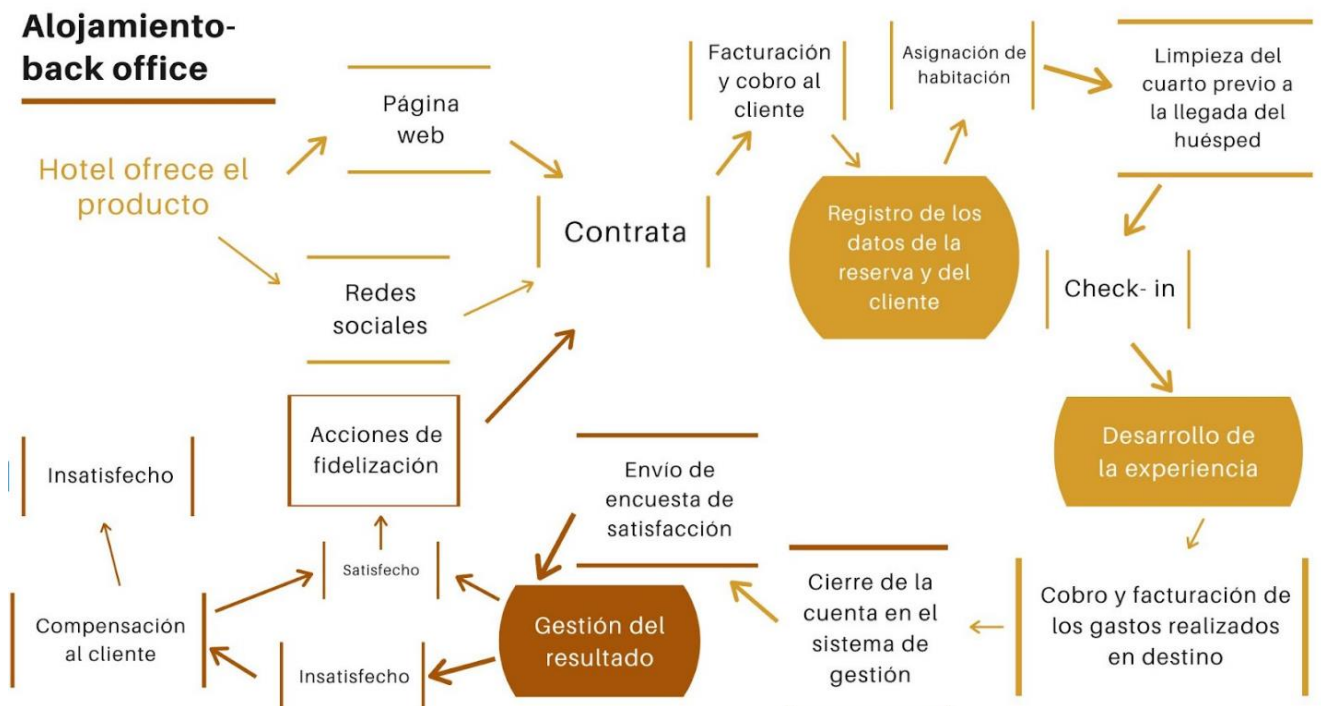 Alojamiento-
back office
Hotel ofrece el
producto
Página
web
Redes
sociales
Contrata
Facturación
y cobro al
cliente
Registro de los
datos de la
reserva y del
cliente
Asignación de
habitación
Limpieza del
cuarto previo a
la llegada del
huésped
Check- in
Desarrollo de
la experiencia
Cobro y facturación de
los gastos realizados
en destino
Cierre de la
cuenta en el
sistema de
gestión
Envío de
encuesta de
satisfacción
Gestión del
resultado
Satisfecho
Insatisfecho
Compensación
al cliente
Insatisfecho
Acciones de
fidelización